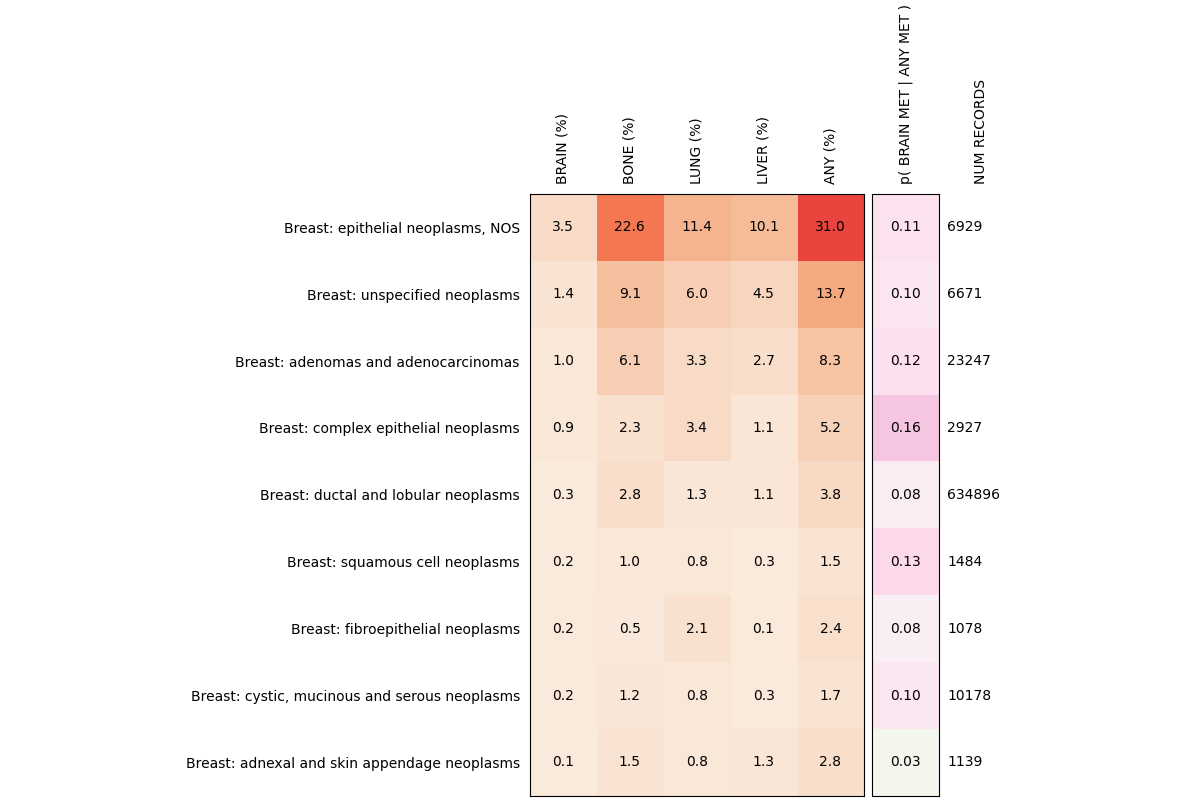 BRAIN (%) BONE (%) LUNG (%) LIVER (%) ANY (%) p( BRAIN MET | ANY MET ) NUM RECORDS
Breast: epithelial neoplasms, NOS 3.5 22.6 11.4 10.1 31.0 0.11 6929
Breast: unspecified neoplasms 1.4 9.1 6.0 4.5 13.7 0.10 6671
Breast: adenomas and adenocarcinomas 1.0 6.1 3.3 2.7 8.3 0.12 23247
Breast: complex epithelial neoplasms 0.9 2.3 3.4 1.1 5.2 0.16 2927
Breast: ductal and lobular neoplasms 0.3 2.8 1.3 1.1 3.8 0.08 634896
Breast: squamous cell neoplasms 0.2 1.0 0.8 0.3 1.5 0.13 1484
Breast: fibroepithelial neoplasms 0.2 0.5 2.1 0.1 2.4 0.08 1078
Breast: cystic, mucinous and serous neoplasms 0.2 1.2 0.8 0.3 1.7 0.10 10178
Breast: adnexal and skin appendage neoplasms 0.1 1.5 0.8 1.3 2.8 0.03 1139